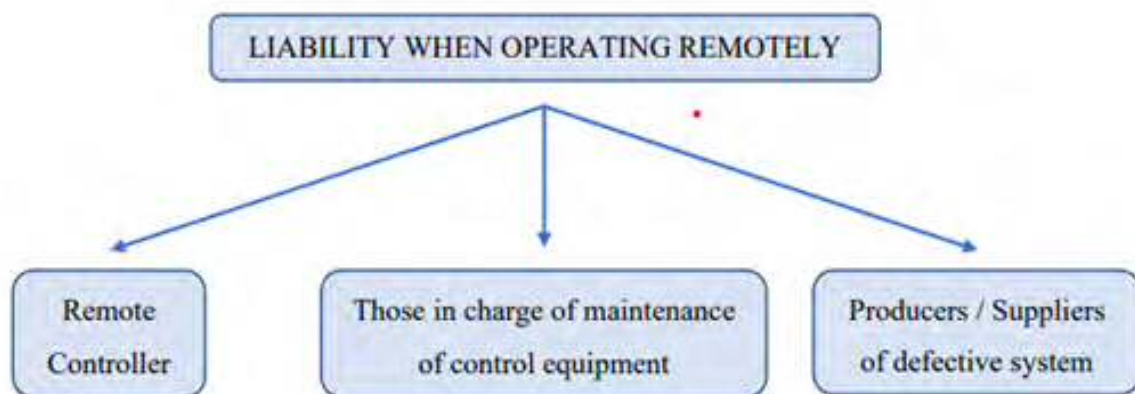 LIABILITY WHEN OPERATING REMOTELY
Remote
Controller
Those in charge of maintenance
of control equipment
Producers / Suppliers
of defective system